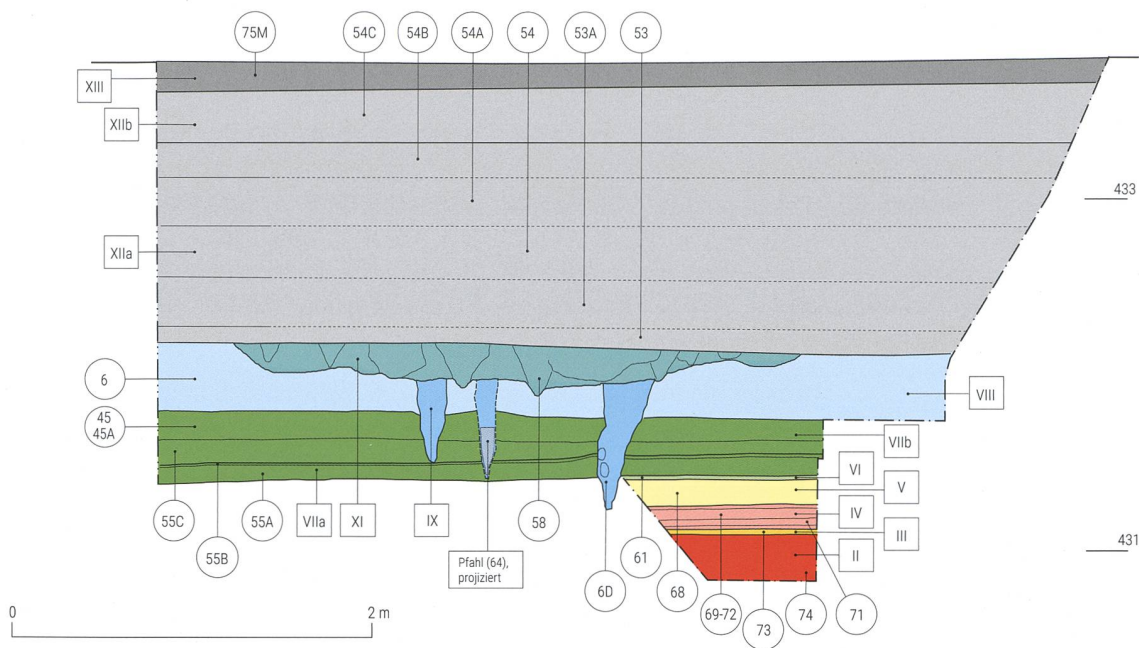 75M 54C 54B 54A 54 53A 53
XIII
XIIb
433
XIIa
6
VIII
45
45A
VIIb
VI
V
IV
III
II
55C 55B 55A VIIa XI IX 58 61 68 69-72 73 74 71
431
Pfahl (64),
projiziert
6D
0 2 m